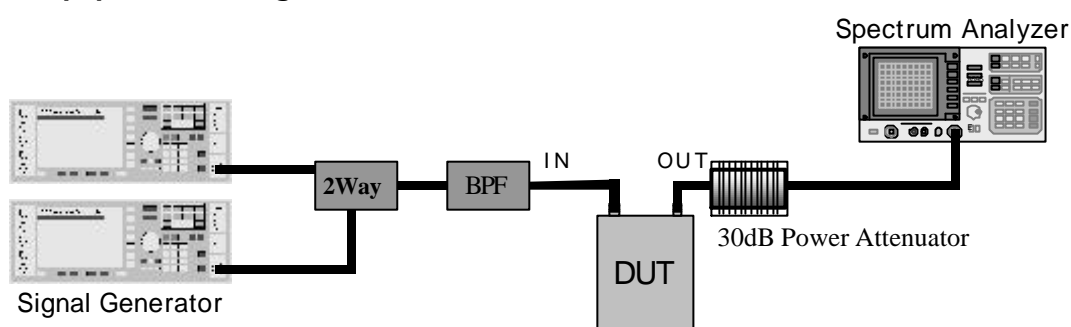 Spectrum Analyzer
IN
OUT
2Way
BPF
30dB Power Attenuator
DUT
Signal Generator